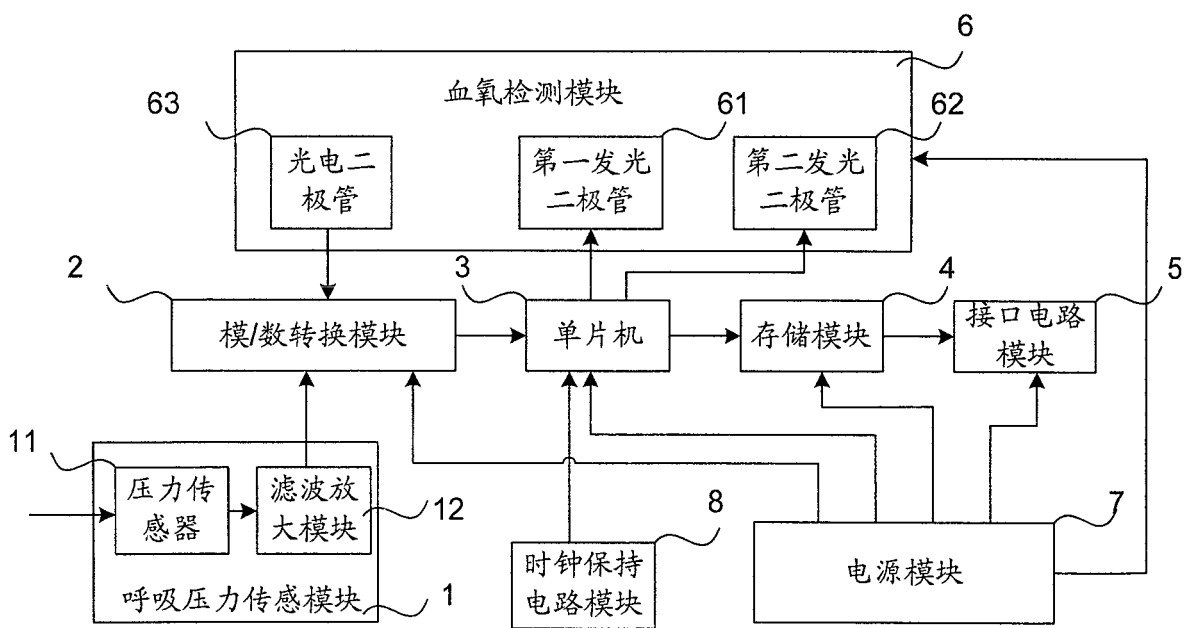 6
血氧检测模块
63
61
62
光电二
极管
第一发光
二极管
第二发光
二极管
2
3
4
5
模/数转换模块
单片机
存储模块
接口电路
模块
11
压力传
感器
滤波放
大模块
12
呼吸压力传感模块
1
8
时钟保持
电路模块
7
电源模块